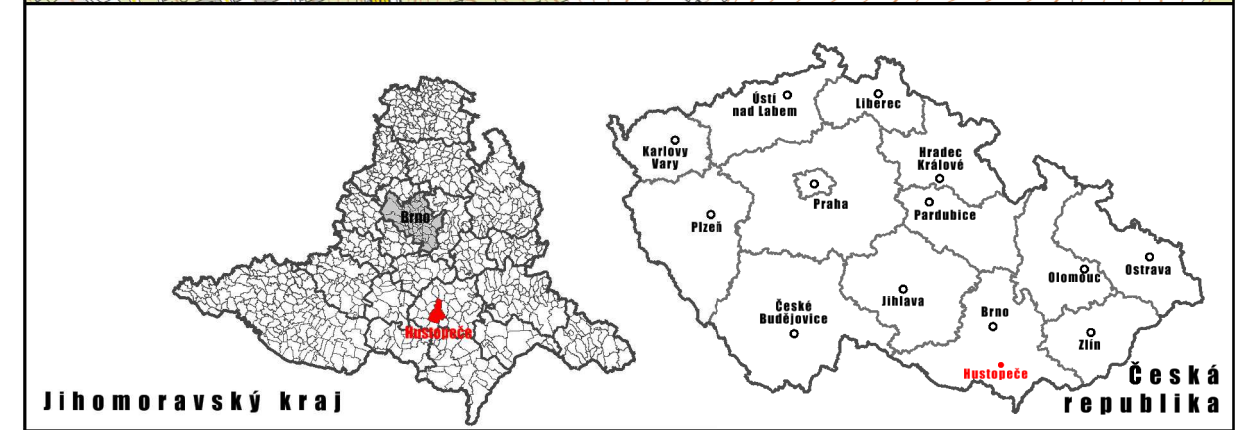 Brno
Hustopeče
Jihomoravský kraj
Ústí
nad Labem
Liberec
Karlovy
Vary
Hradec
Králové
Praha
Pardubice
Plzeň
Olomouc
Ostrava
Jihlava
České
Budějovice
Brno
Zlín
Hustopeče
Česká
republika